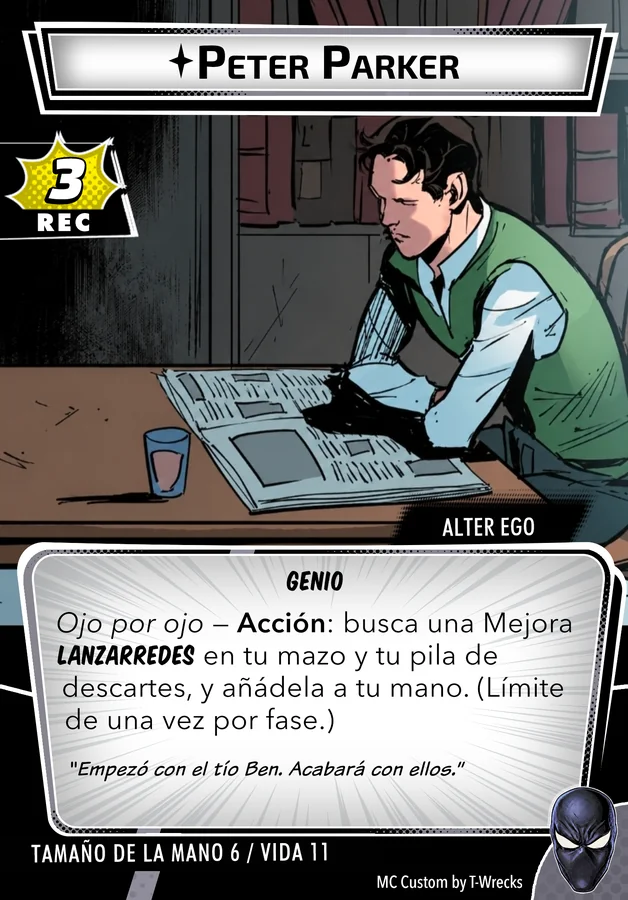 PETER PARKER
3
REC
ALTER EGO
GENIO
Ojo por ojo – Acción: busca una Mejora
LANZARREDES en tu mazo y tu pila de
descartes, y añádela a tu mano. (Límite
de una vez por fase.)
"Empezó con el tío Ben. Acabará con ellos."
TAMAÑO DE LA MANO 6 / VIDA 11
MC Custom by T-Wrecks